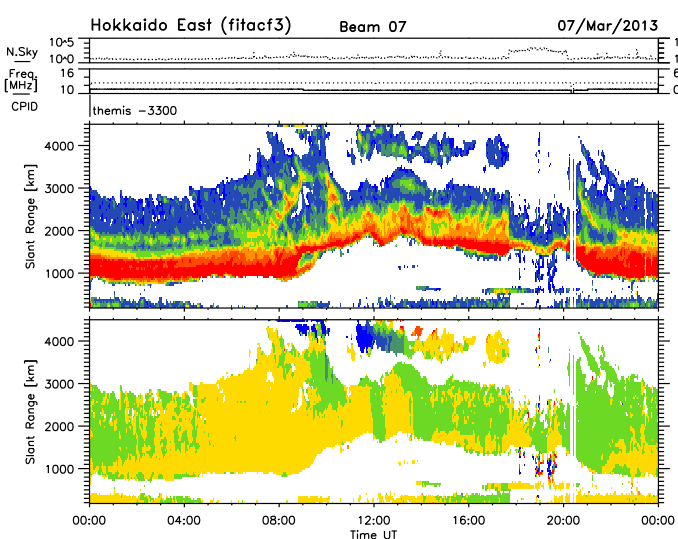 Hokkaido East (fitacf3) Beam 07 07/Mar/2013
N.Sky 10^5 1
10^0 1
Freq. 16 6
[MHz] 10 0
CPID themis -3300
4000
3000
Slant Range [km]
2000
1000
4000
3000
Slant Range [km]
2000
1000
00:00 04:00 08:00 12:00 16:00 20:00 00:00
Time UT